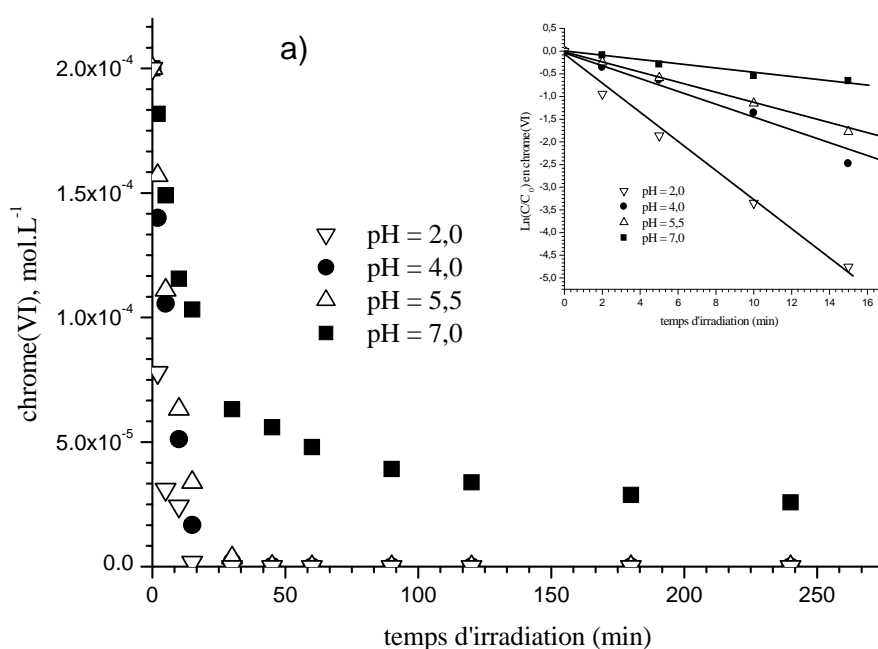 a)
2.0x10-4
1.5x10-4
1.0x10-4
5.0x10-5
0.0
chrome(VI), mol.L-1
0 50 100 150 200 250
temps d'irradiation (min)
pH = 2,0
pH = 4,0
pH = 5,5
pH = 7,0
0,5
0,0
-0,5
-1,0
-1,5
-2,0
-2,5
-3,0
-3,5
-4,0
-4,5
-5,0
Ln(C/C0) en chrome(VI)
pH = 2,0
pH = 4,0
pH = 5,5
pH = 7,0
0 2 4 6 8 10 12 14 16
temps d'irradiation (min)